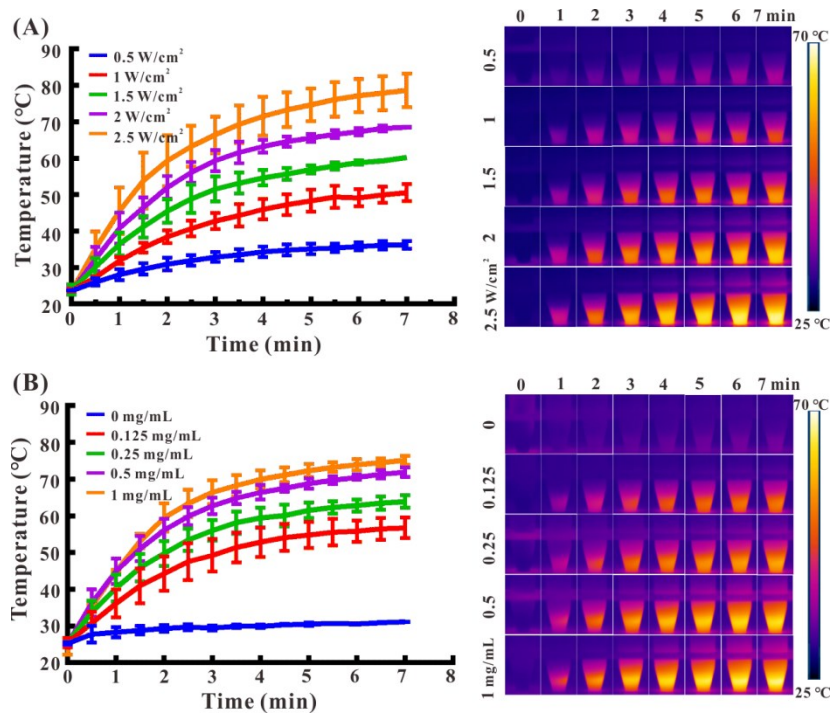 (A)
90
80
70
60
50
40
30
20
Temperature (°C)
0.5 W/cm²
1 W/cm²
1.5 W/cm²
2 W/cm²
2.5 W/cm²
0 1 2 3 4 5 6 7 8
Time (min)
0 1 2 3 4 5 6 7 min
0.5
1
1.5
2
2.5 W/cm²
70 °C
25 °C
(B)
90
80
70
60
50
40
30
20
Temperature (°C)
0 mg/mL
0.125 mg/mL
0.25 mg/mL
0.5 mg/mL
1 mg/mL
0 1 2 3 4 5 6 7 8
Time (min)
0 1 2 3 4 5 6 7 min
0
0.125
0.25
0.5
1 mg/mL
70 °C
25 °C